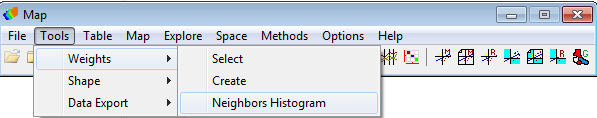 Map
File Tools Table Map Explore Space Methods Options Help
Weights Select
Shape Create
Data Export Neighbors Histogram